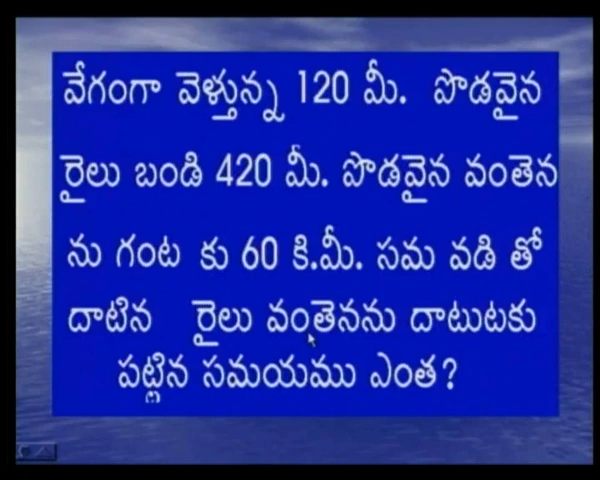 వేగంగా వెళ్తున్న 120 మీ. పొడవైన
రైలు బండి 420 మీ. పొడవైన వంతెన
ను గంట కు 60 కి.మీ. సమ వడి తో
దాటిన రైలు వంతెనను దాటుటకు
పట్టిన సమయము ఎంత?